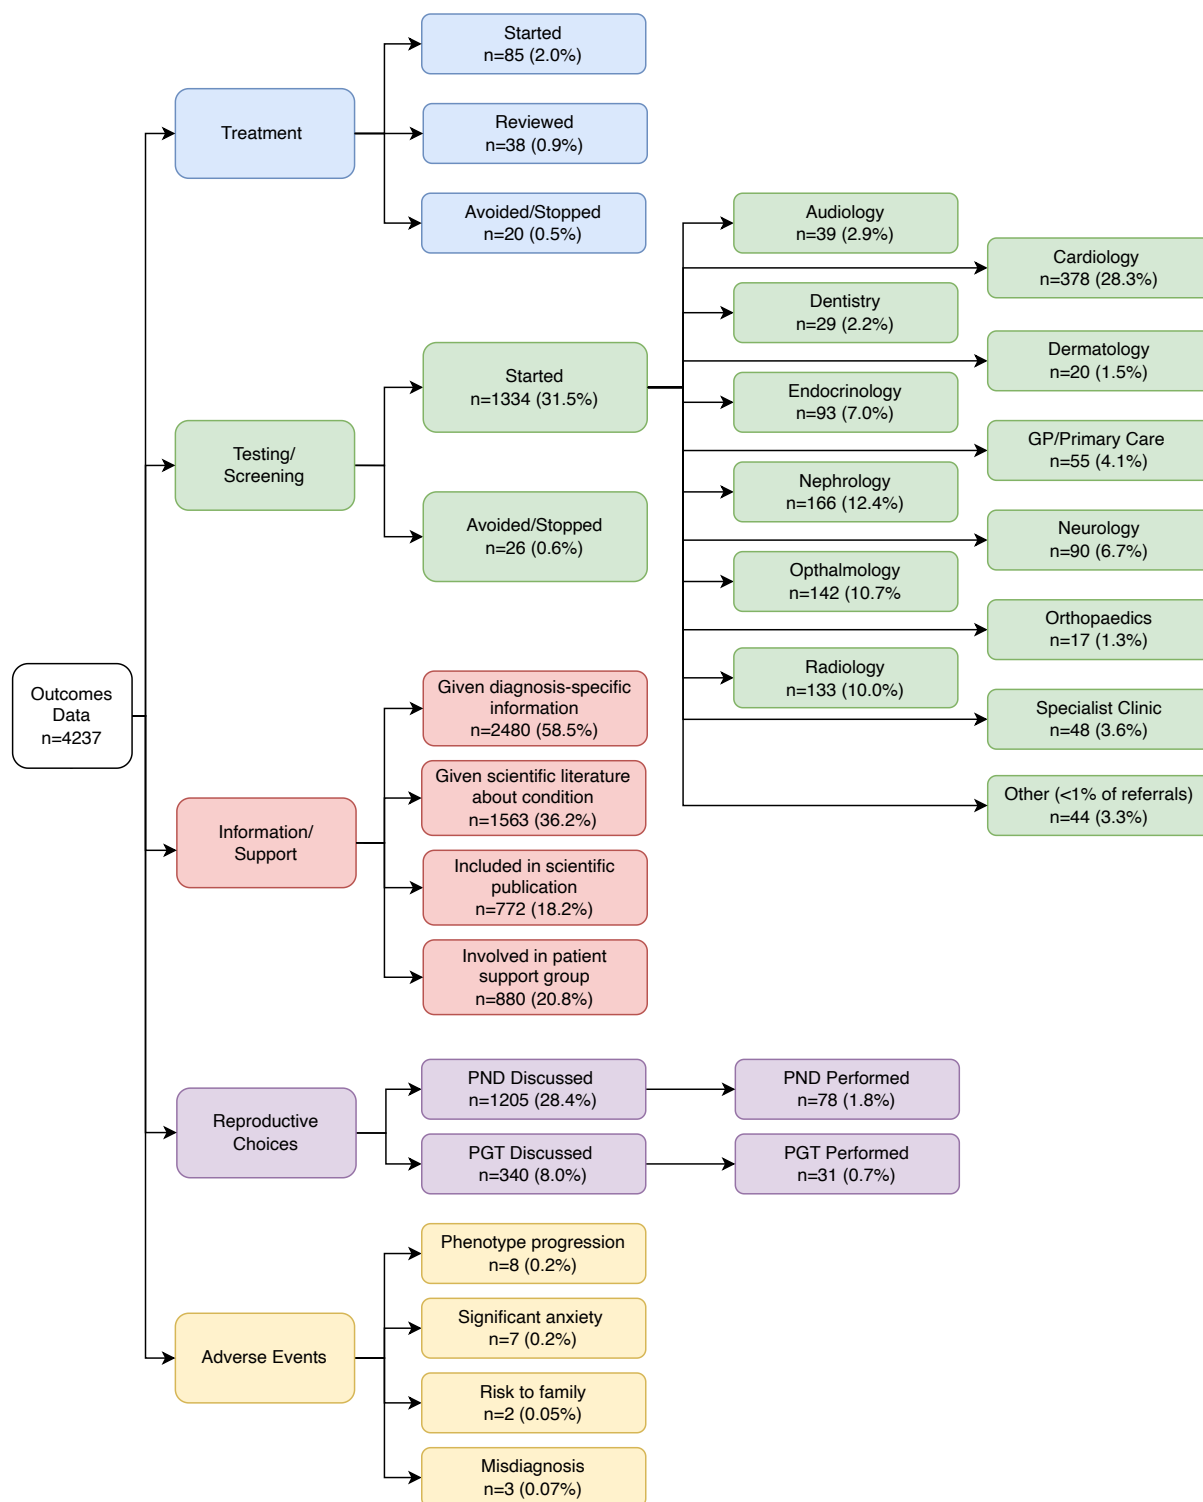 Outcomes
Data
n=4237
Treatment
Started
n=85 (2.0%)
Reviewed
n=38 (0.9%)
Avoided/Stopped
n=20 (0.5%)
Testing/
Screening
Started
n=1334 (31.5%)
Avoided/Stopped
n=26 (0.6%)
Audiology
n=39 (2.9%)
Cardiology
n=378 (28.3%)
Dentistry
n=29 (2.2%)
Dermatology
n=20 (1.5%)
Endocrinology
n=93 (7.0%)
GP/Primary Care
n=55 (4.1%)
Nephrology
n=166 (12.4%)
Neurology
n=90 (6.7%)
Opthalmology
n=142 (10.7%
Orthopaedics
n=17 (1.3%)
Radiology
n=133 (10.0%)
Specialist Clinic
n=48 (3.6%)
Other (<1% of referrals)
n=44 (3.3%)
Information/
Support
Given diagnosis-specific
information
n=2480 (58.5%)
Given scientific literature
about condition
n=1563 (36.2%)
Included in scientific
publication
n=772 (18.2%)
Involved in patient
support group
n=880 (20.8%)
Reproductive
Choices
PND Discussed
n=1205 (28.4%)
PND Performed
n=78 (1.8%)
PGT Discussed
n=340 (8.0%)
PGT Performed
n=31 (0.7%)
Adverse Events
Phenotype progression
n=8 (0.2%)
Significant anxiety
n=7 (0.2%)
Risk to family
n=2 (0.05%)
Misdiagnosis
n=3 (0.07%)